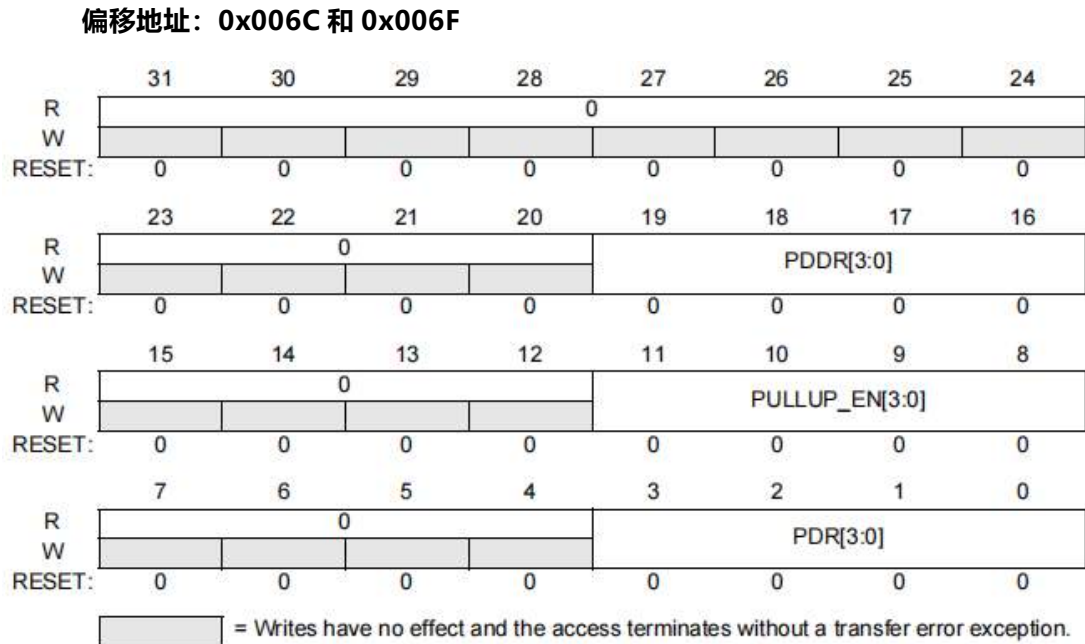 偏移地址：0x006C 和 0x006F
31 30 29 28 27 26 25 24
R 0
W
RESET: 0 0 0 0 0 0 0 0
23 22 21 20 19 18 17 16
R 0 PDDR[3:0]
W
RESET: 0 0 0 0 0 0 0 0
15 14 13 12 11 10 9 8
R 0 PULLUP_EN[3:0]
W
RESET: 0 0 0 0 0 0 0 0
7 6 5 4 3 2 1 0
R 0 PDR[3:0]
W
RESET: 0 0 0 0 0 0 0 0
= Writes have no effect and the access terminates without a transfer error exception.